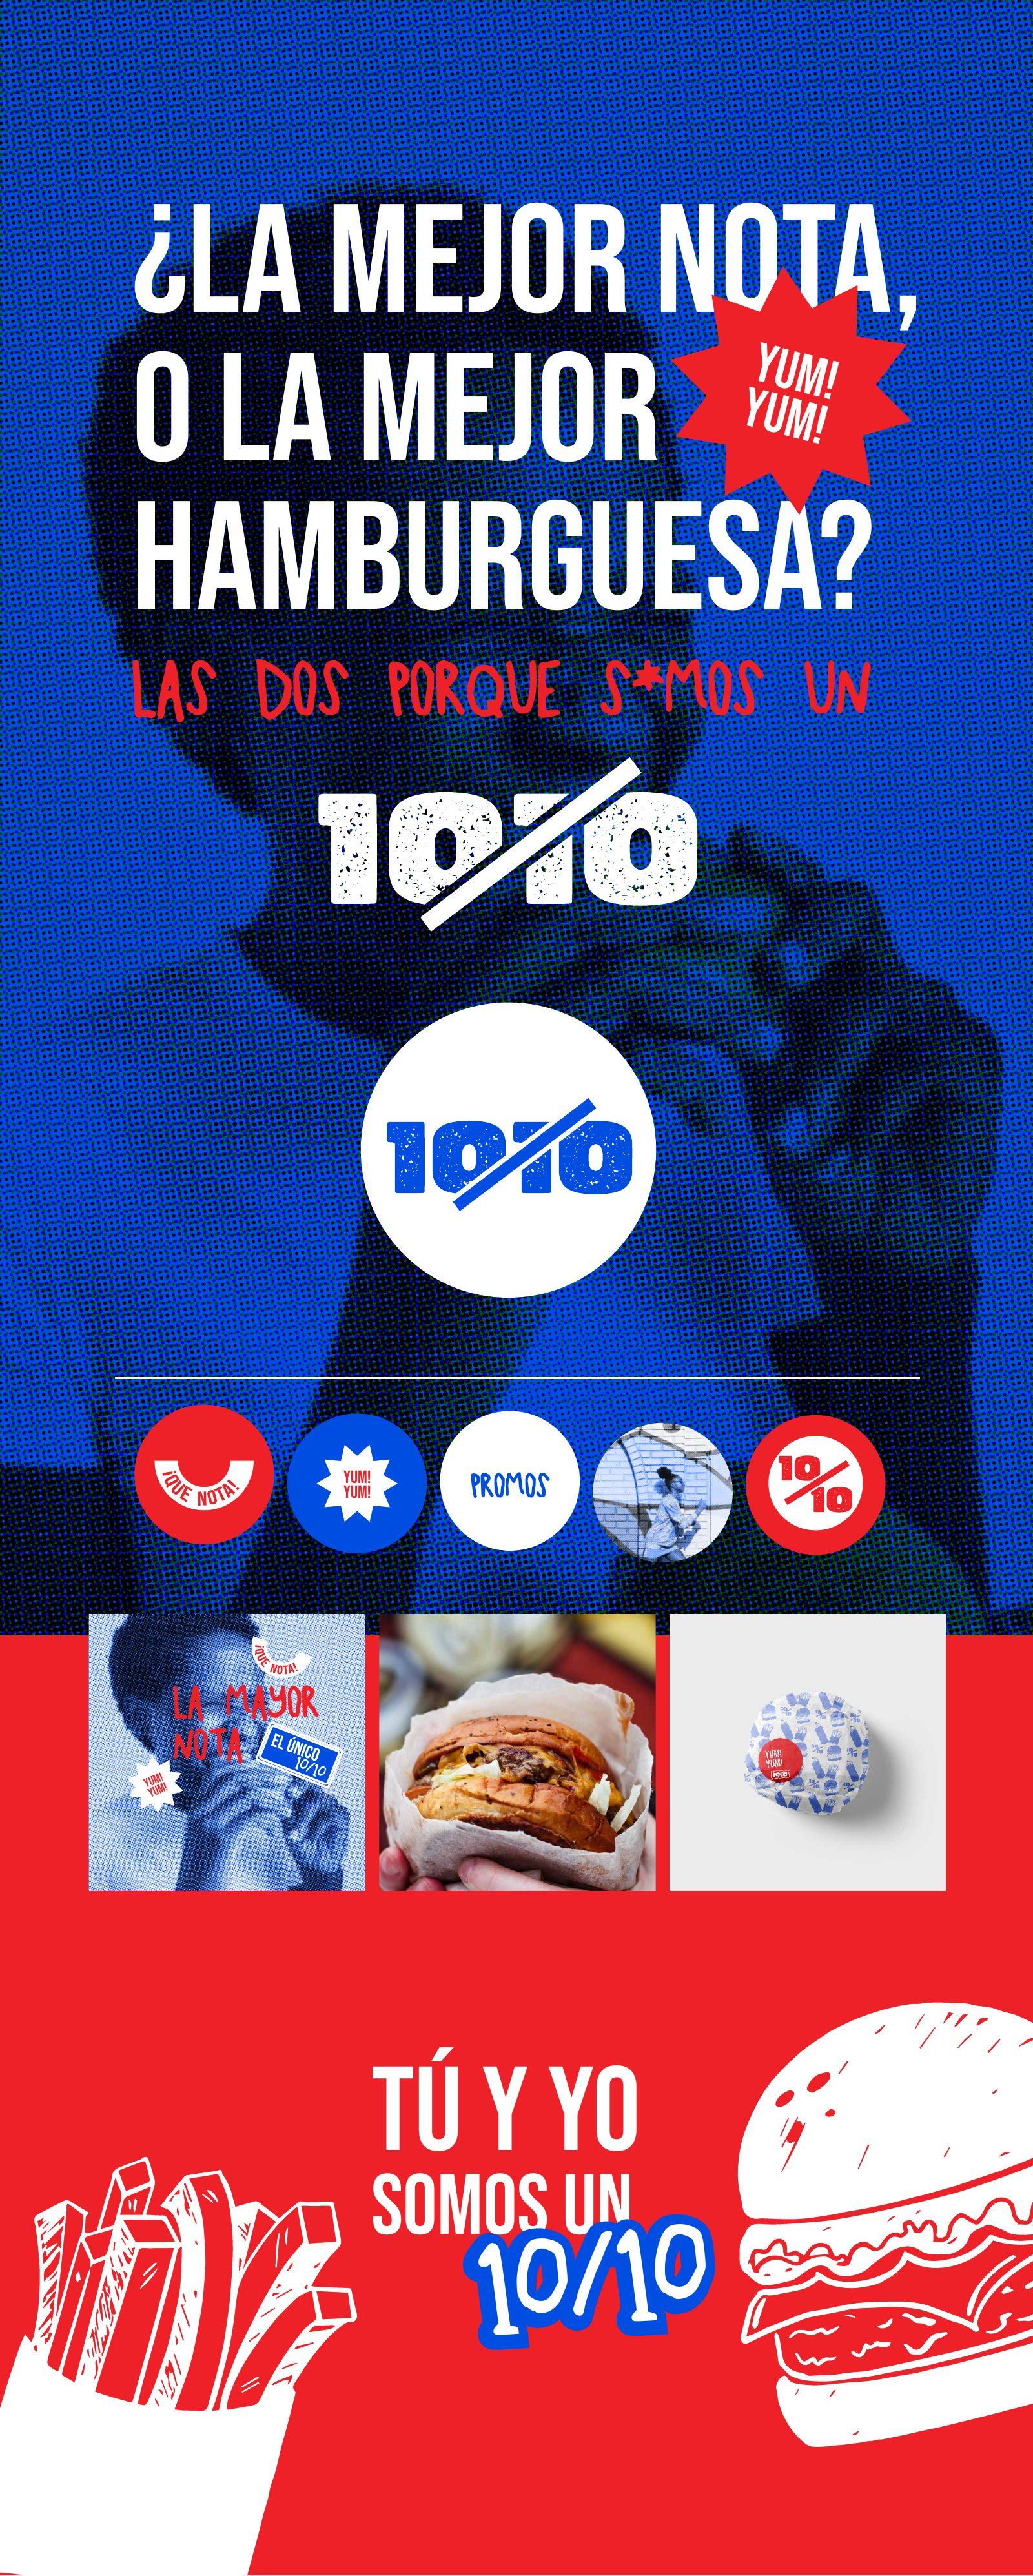 ¿LA MEJOR NOTA,
O LA MEJOR
YUM!
YUM!
HAMBURGUESA?
LAS DOS PORQUE S*MOS UN
10/10
10/10
¡QUE NOTA!
YUM!
YUM!
PROMOS
10/10
¡QUE NOTA!
LA MAYOR
NOTA
EL ÚNICO
10/10
YUM!
YUM!
YUM!
YUM!
10/10
TÚ Y YO
SOMOS UN
10/10